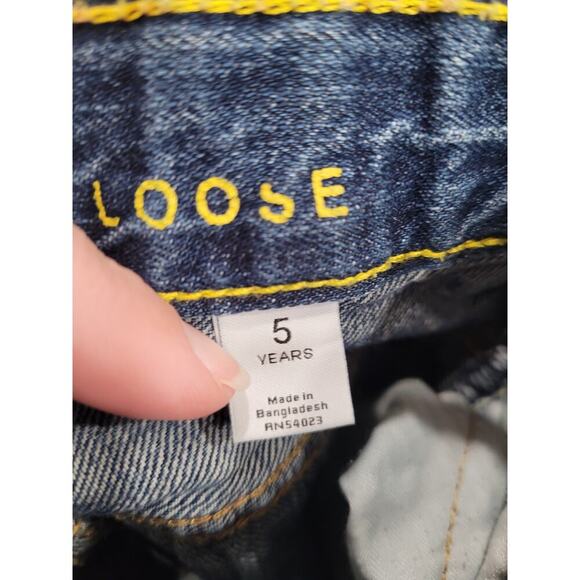 LOOSE
5
YEARS
Made in
Bangladesh
RN54023